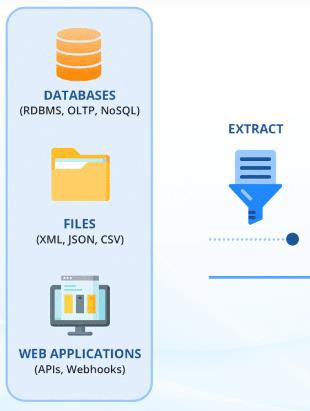 DATABASES
(RDBMS, OLTP, NoSQL)
FILES
(XML, JSON, CSV)
WEB APPLICATIONS
(APIs, Webhooks)
EXTRACT